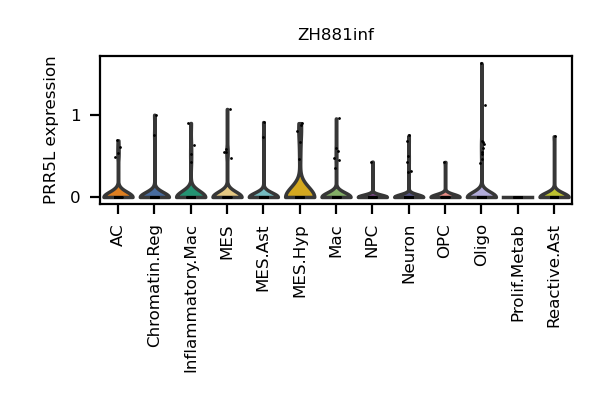 ZH881inf
PRR5L expression
1
0
AC
Chromatin.Reg
Inflammatory.Mac
MES
MES.Ast
MES.Hyp
Mac
NPC
Neuron
OPC
Oligo
Prolif.Metab
Reactive.Ast